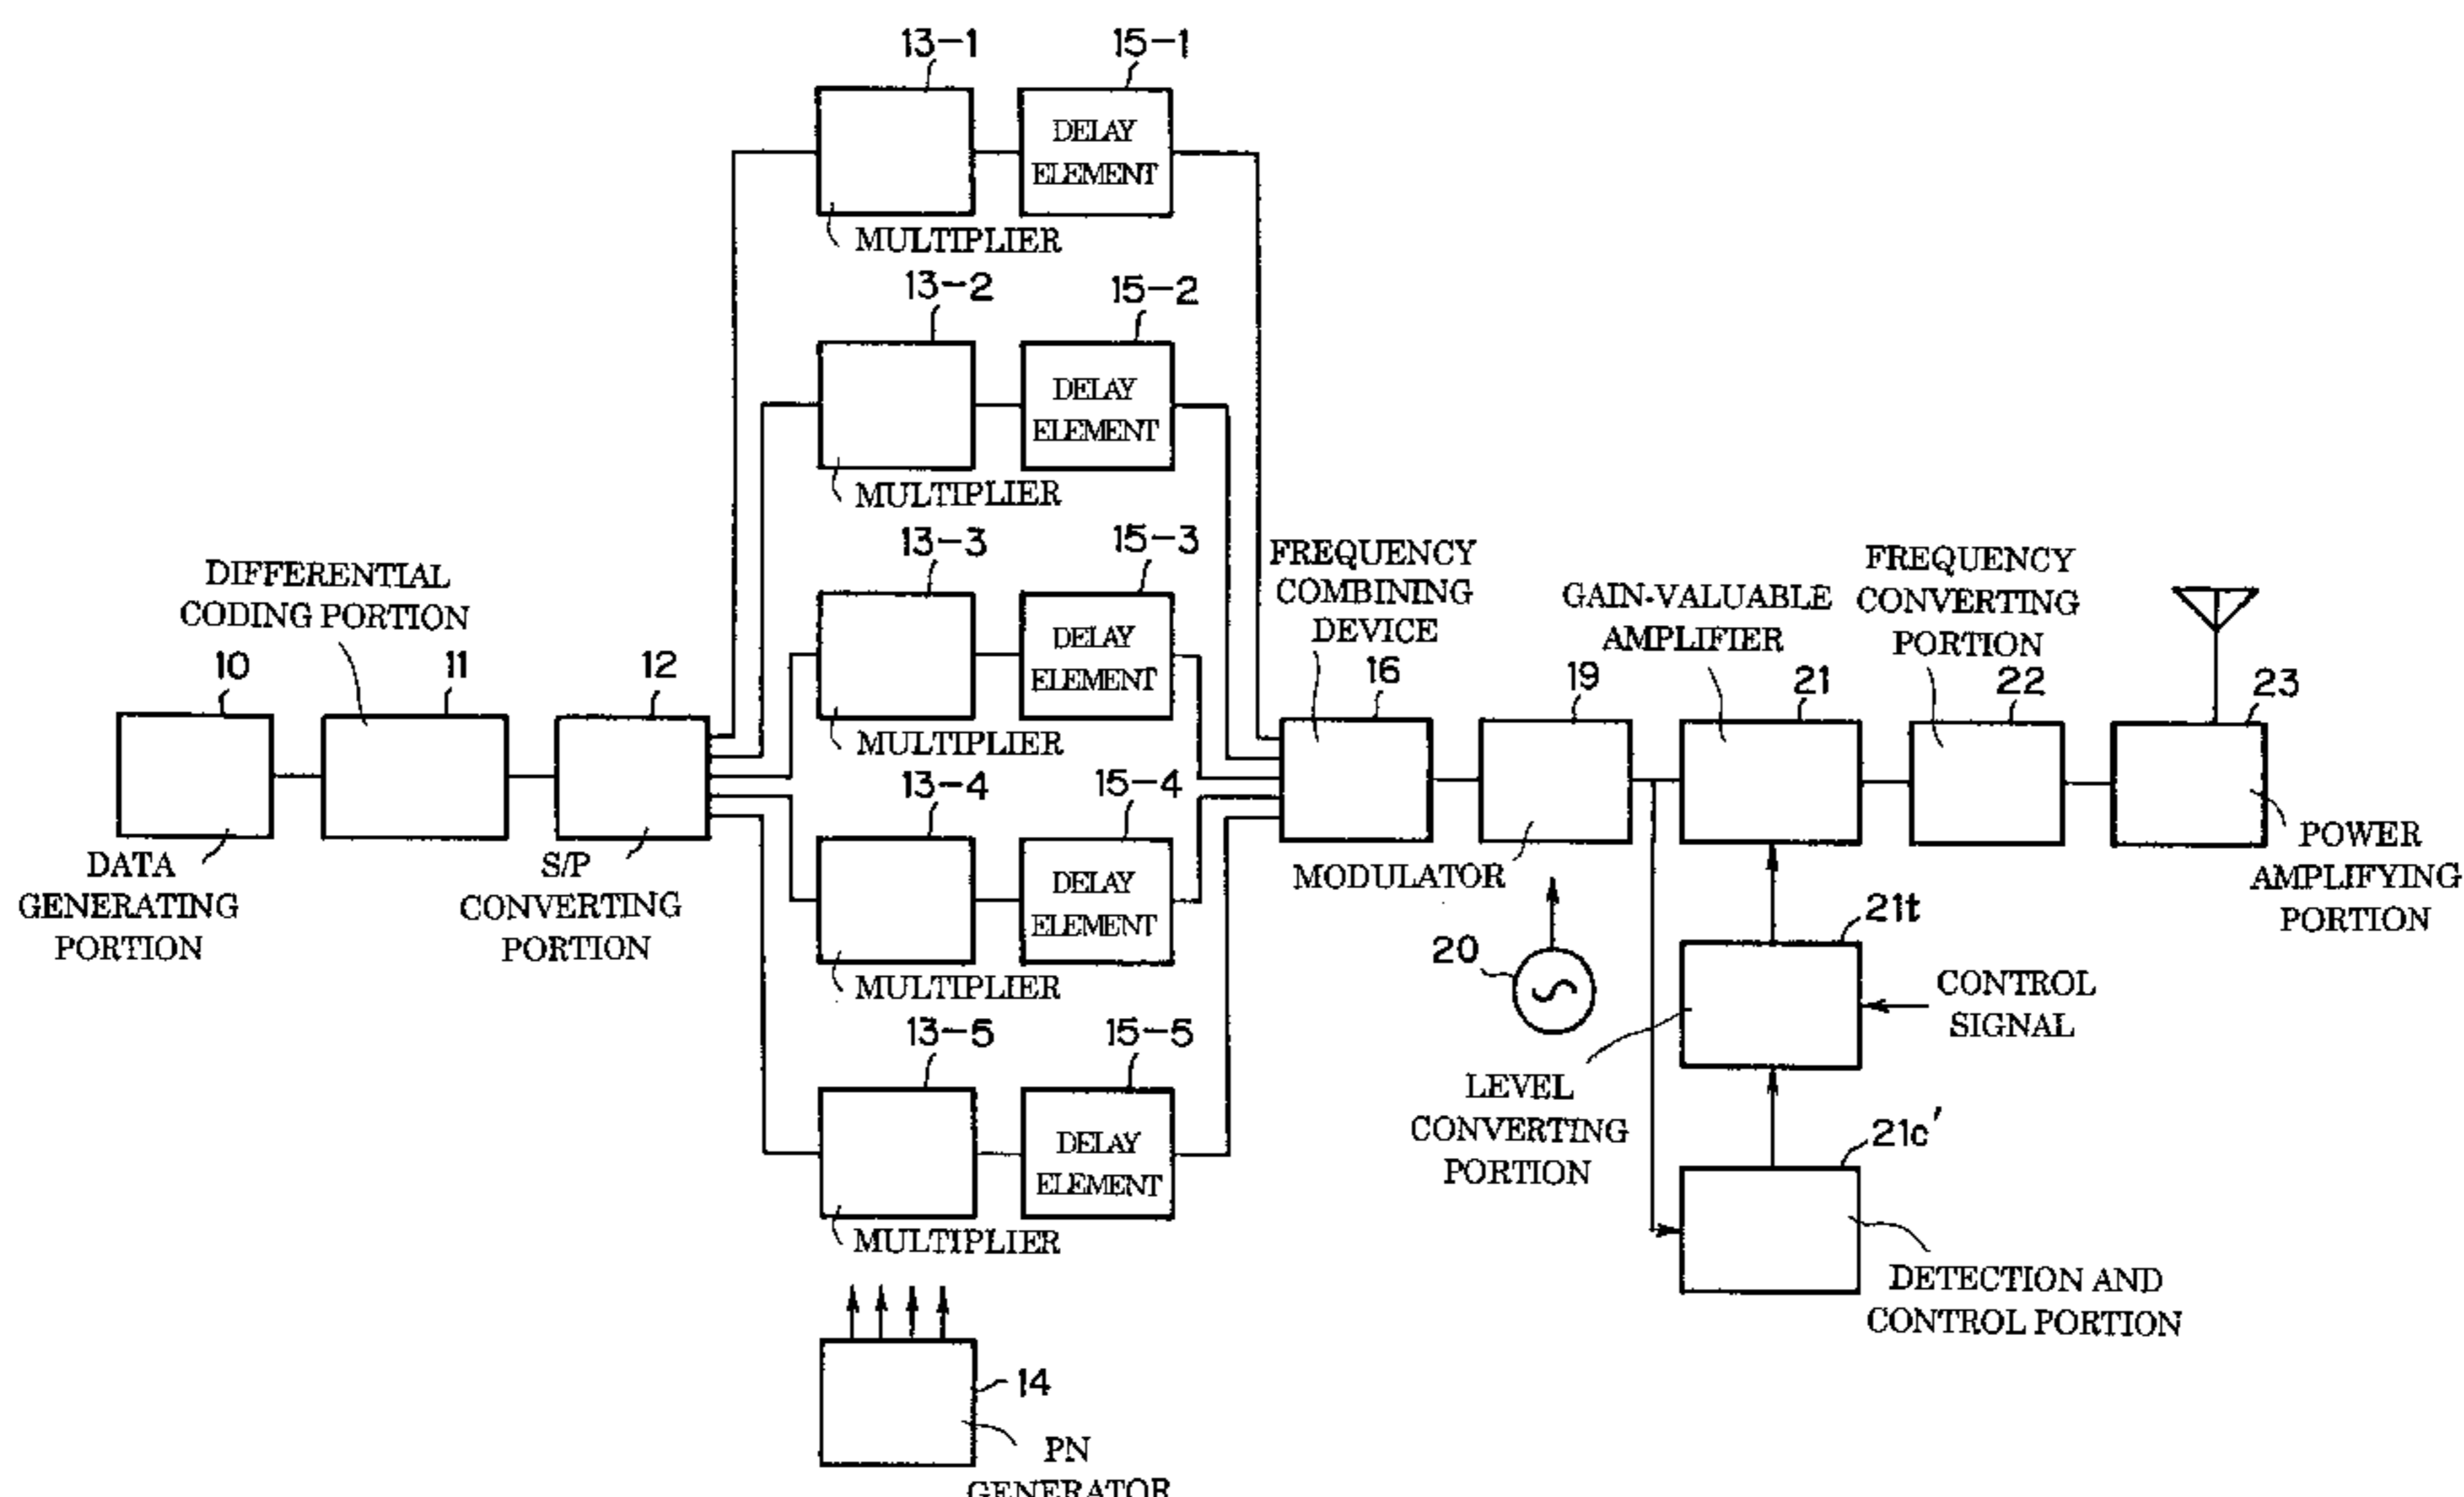 13-1
15-1
DELAY
ELEMENT
MULTIPLIER
13-2
15-2
DELAY
ELEMENT
MULTIPLIER
13-3
15-3
DELAY
ELEMENT
MULTIPLIER
13-4
15-4
DELAY
ELEMENT
MULTIPLIER
13-5
15-5
DELAY
ELEMENT
MULTIPLIER
14
PN
GENERATOR
DIFFERENTIAL
CODING PORTION
10
11
12
DATA
GENERATING
PORTION
S/P
CONVERTING
PORTION
FREQUENCY
COMBINING
DEVICE
16
19
MODULATOR
20
GAIN-VALUABLE
AMPLIFIER
21
FREQUENCY
CONVERTING
PORTION
22
23
POWER
AMPLIFYING
PORTION
21t
CONTROL
SIGNAL
LEVEL
CONVERTING
PORTION
21c'
DETECTION AND
CONTROL PORTION